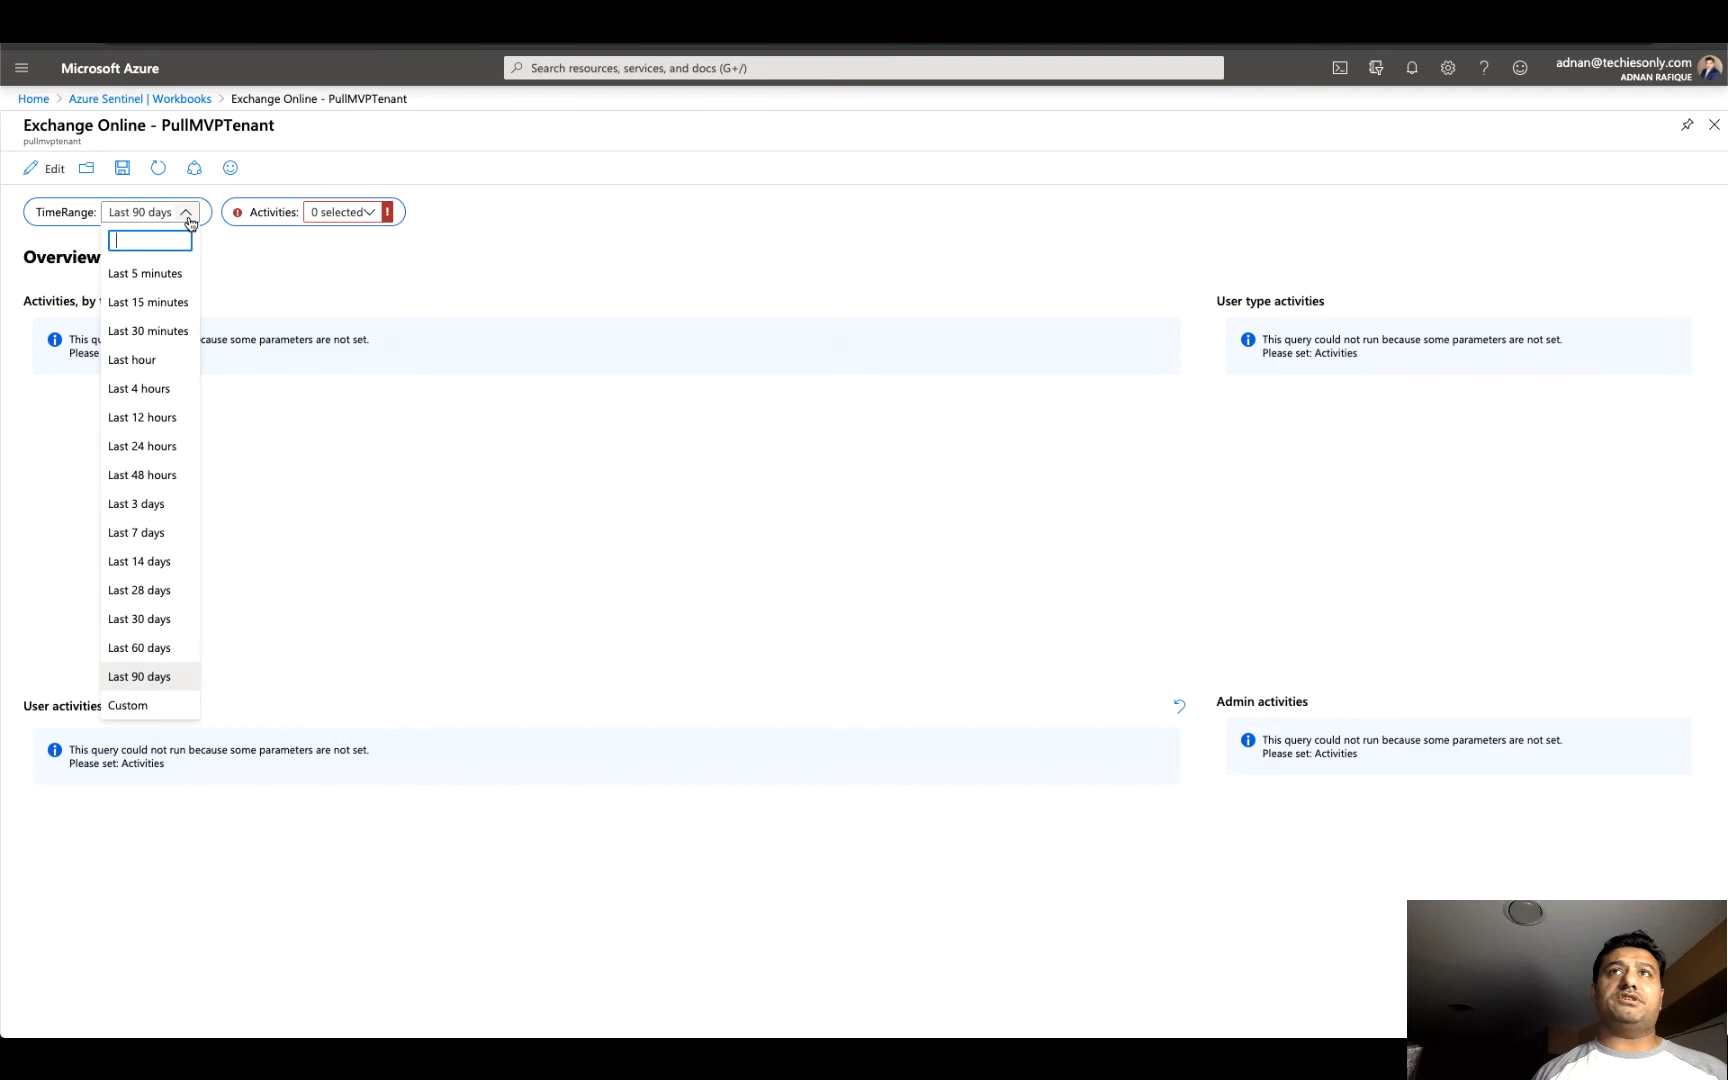 Microsoft Azure
Search resources, services, and docs (G+/)
adnan@techiesonly.com
ADNAN RAFIQUE
Home > Azure Sentinel | Workbooks > Exchange Online - PullMVPTenant
Exchange Online - PullMVPTenant
pullmvptenant
Edit
TimeRange: Last 90 days
Activities: 0 selected !
Overview
Activities, by t
User type activities
This qu
cause some parameters are not set.
Please
This query could not run because some parameters are not set.
Please set: Activities
Last 5 minutes
Last 15 minutes
Last 30 minutes
Last hour
Last 4 hours
Last 12 hours
Last 24 hours
Last 48 hours
Last 3 days
Last 7 days
Last 14 days
Last 28 days
Last 30 days
Last 60 days
Last 90 days
Custom
User activities
Admin activities
This query could not run because some parameters are not set.
Please set: Activities
This query could not run because some parameters are not set.
Please set: Activities